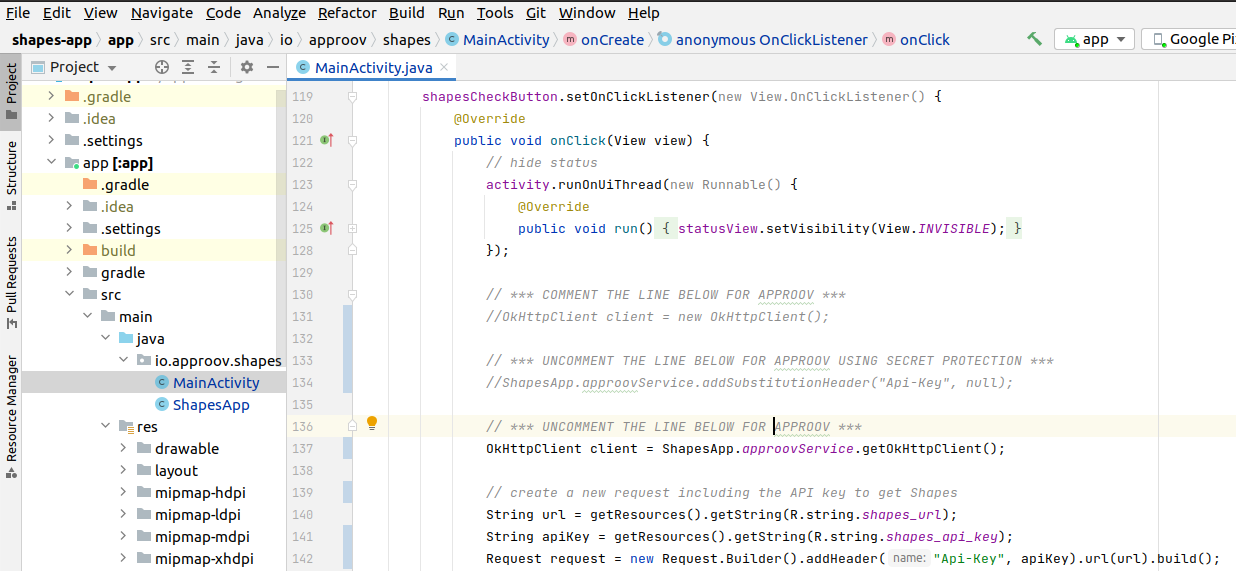 File Edit View Navigate Code Analyze Refactor Build Run Tools Git Window Help
shapes-app app src main java io approov shapes MainActivity onCreate anonymous OnClickListener onClick app Google Pi
Project
MainActivity.java
Project
Structure
Pull Requests
Resource Manager
.gradle
.idea
.settings
app [:app]
.gradle
.idea
.settings
build
gradle
src
main
java
io.approov.shapes
MainActivity
ShapesApp
res
drawable
layout
mipmap-hdpi
mipmap-ldpi
mipmap-mdpi
mipmap-xhdpi
119 shapesCheckButton.setOnClickListener(new View.OnClickListener() {
120 @Override
121 public void onClick(View view) {
122 // hide status
123 activity.runOnUiThread(new Runnable() {
124 @Override
125 public void run() { statusView.setVisibility(View.INVISIBLE); }
128 });
129
130 // *** COMMENT THE LINE BELOW FOR APPROOV ***
131 //OkHttpClient client = new OkHttpClient();
132
133 // *** UNCOMMENT THE LINE BELOW FOR APPROOV USING SECRET PROTECTION ***
134 //ShapesApp.approovService.addSubstitutionHeader("Api-Key", null);
135
136 // *** UNCOMMENT THE LINE BELOW FOR APPROOV ***
137 OkHttpClient client = ShapesApp.approovService.getOkHttpClient();
138
139 // create a new request including the API key to get Shapes
140 String url = getResources().getString(R.string.shapes_url);
141 String apiKey = getResources().getString(R.string.shapes_api_key);
142 Request request = new Request.Builder().addHeader( name: "Api-Key", apiKey).url(url).build();